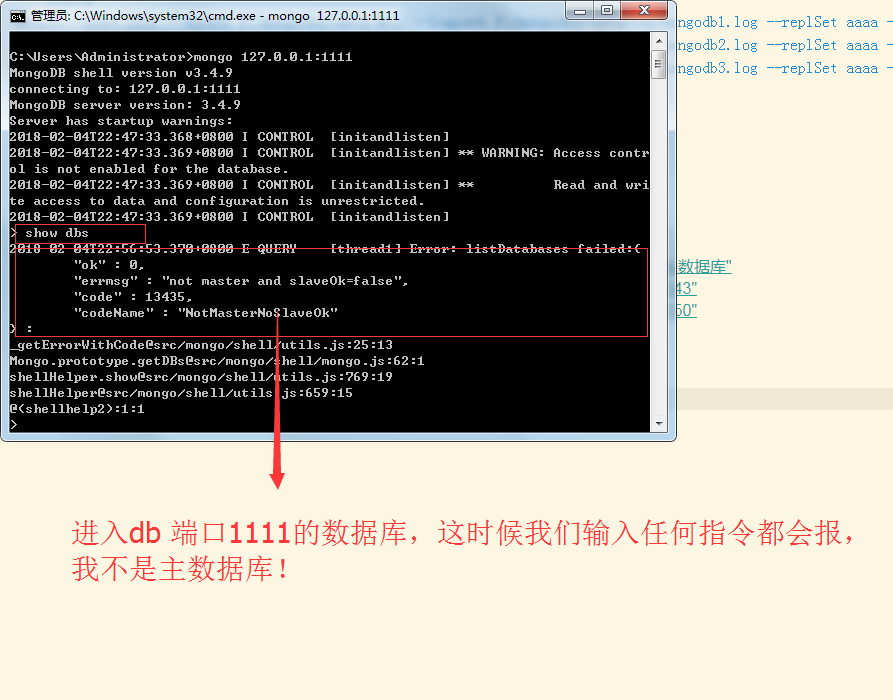 管理员: C:\Windows\system32\cmd.exe - mongo  127.0.0.1:1111
ngodb1.log --replSet aaaa -
ngodb2.log --replSet aaaa -
ngodb3.log --replSet aaaa -
C:\Users\Administrator>mongo 127.0.0.1:1111
MongoDB shell version v3.4.9
connecting to: 127.0.0.1:1111
MongoDB server version: 3.4.9
Server has startup warnings:
2018-02-04T22:47:33.368+0800 I CONTROL  [initandlisten]
2018-02-04T22:47:33.369+0800 I CONTROL  [initandlisten] ** WARNING: Access contr
ol is not enabled for the database.
2018-02-04T22:47:33.369+0800 I CONTROL  [initandlisten] **          Read and wri
te access to data and configuration is unrestricted.
2018-02-04T22:47:33.369+0800 I CONTROL  [initandlisten]
> show dbs
2018-02-04T22:56:53.370+0800 E QUERY    [thread1] Error: listDatabases failed:{
"ok" : 0,
"errmsg" : "not master and slaveOk=false",
"code" : 13435,
"codeName" : "NotMasterNoSlaveOk"
} :
_getErrorWithCode@src/mongo/shell/utils.js:25:13
Mongo.prototype.getDBs@src/mongo/shell/mongo.js:62:1
shellHelper.show@src/mongo/shell/utils.js:769:19
shellHelper@src/mongo/shell/utils.js:659:15
@(shellhelp2):1:1
>
数据库"
43"
50"
进入db 端口1111的数据库，这时候我们输入任何指令都会报，
我不是主数据库！